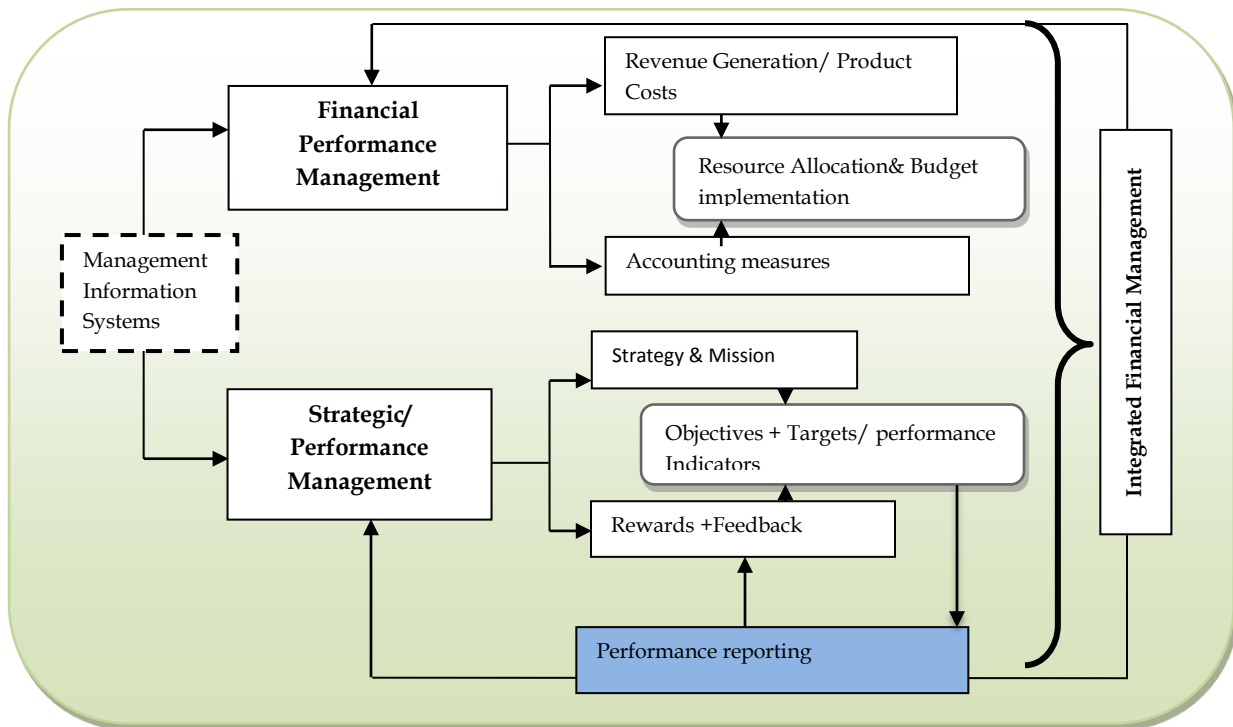 Revenue Generation/ Product
Costs
Financial
Performance
Management
Resource Allocation& Budget
implementation
Accounting measures
Management
Information
Systems
Integrated Financial Management
Strategy & Mission
Strategic/
Performance
Management
Objectives + Targets/ performance
Indicators
Rewards +Feedback
Performance reporting